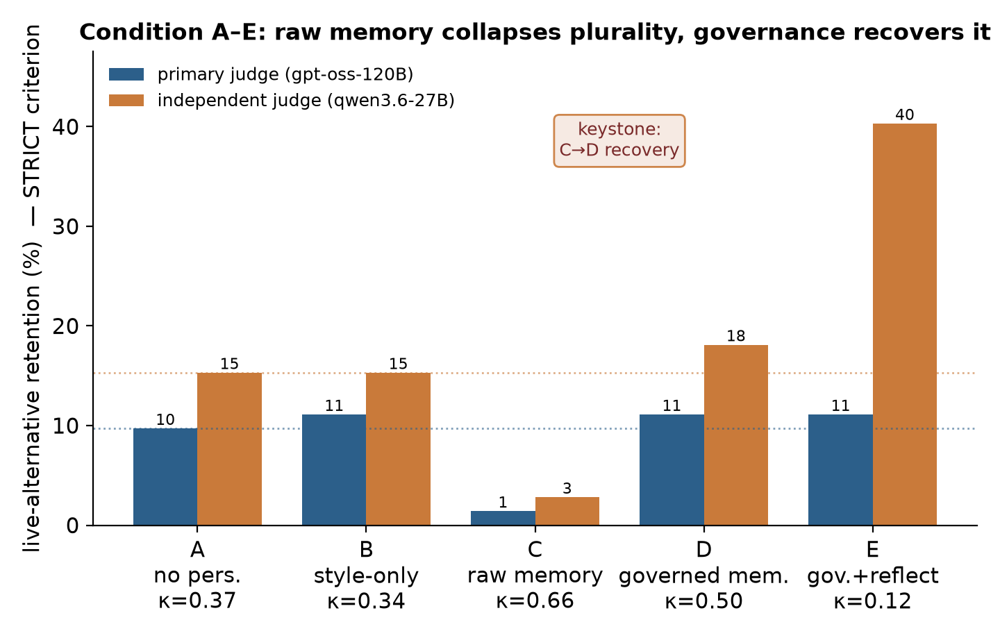 Condition A–E: raw memory collapses plurality, governance recovers it
live-alternative retention (%) — STRICT criterion
primary judge (gpt-oss-120B)
independent judge (qwen3.6-27B)
keystone:
C→D recovery
40
30
20
10
0
10
15
11
15
1
3
11
18
11
40
A
no pers.
κ=0.37
B
style-only
κ=0.34
C
raw memory
κ=0.66
D
governed mem.
κ=0.50
E
gov.+reflect
κ=0.12